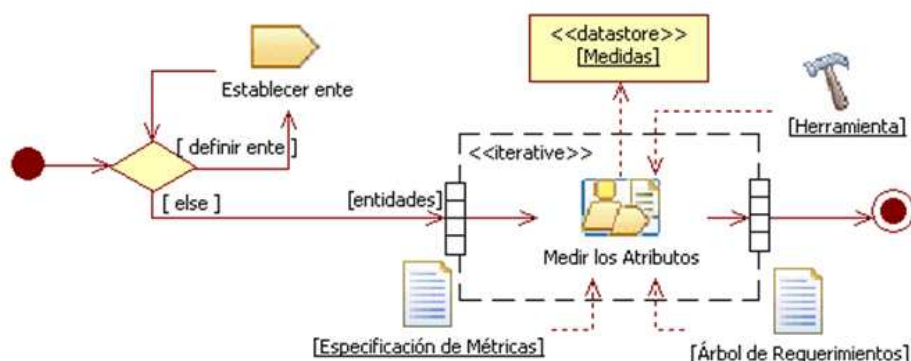 <<datastore>>
[Medidas]
Establecer ente
[Herramienta]
[ definir ente ]
<<iterative>>
[ else ]
[entidades]
Medir los Atributos
[Especificación de Métricas]
[Árbol de Requerimientos]